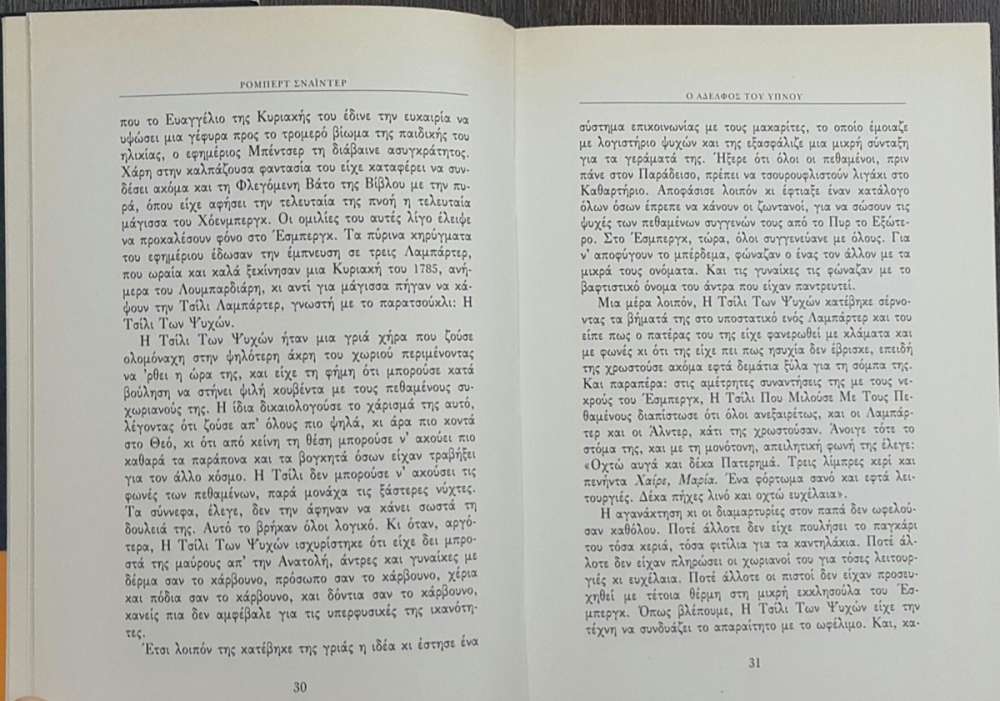 ΡΟΜΠΕΡΤ ΣΝΑΪΝΤΕΡ
που το Ευαγγέλιο της Κυριακής του έδινε την ευκαιρία να
υψώσει μια γέφυρα προς το τρομερό βίωμα της παιδικής του
ηλικίας, ο εφημέριος Μπέντσερ τη διάβαινε ασυγκράτητος.
Χάρη στην καλπάζουσα φαντασία του είχε καταφέρει να συν-
δέσει ακόμα και τη Φλεγόμενη Βάτο της Βίβλου με την πυ-
ρά, όπου είχε αφήσει την τελευταία της πνοή η τελευταία
μάγισσα του Χόενμπεργκ. Οι ομιλίες του αυτές λίγο έλειψε
να προκαλέσουν φόνο στο Έσμπεργκ. Τα πύρινα κηρύγματα
του εφημέριου έδωσαν την έμπνευση σε τρεις Λαμπάρτερ,
που ωραία και καλά ξεκίνησαν μια Κυριακή του 1785, ανή-
μερα του Λουμπαρδιάρη, κι αντί για μάγισσα πήγαν να κά-
ψουν την Τσίλι Λαμπάρτερ, γνωστή με το παρατσούκλι: Η
Τσίλι Των Ψυχών.
Η Τσίλι Των Ψυχών ήταν μια γριά χήρα που ζούσε
ολομόναχη στην ψηλότερη άκρη του χωριού περιμένοντας
να 'ρθει η ώρα της, και είχε τη φήμη ότι μπορούσε κατά
βούληση να στήνει ψιλή κουβέντα με τους πεθαμένους συ-
χωριανούς της. Η ίδια δικαιολογούσε το χάρισμά της αυτό,
λέγοντας ότι ζούσε απ' όλους πιο ψηλά, κι άρα πιο κοντά
στο Θεό, κι ότι από κείνη τη θέση μπορούσε ν' ακούει πιο
καθαρά τα παράπονα και τα βογκητά όσων είχαν τραβήξει
για τον άλλο κόσμο. Η Τσίλι δεν μπορούσε ν' ακούσει τις
φωνές των πεθαμένων, παρά μονάχα τις ξάστερες νύχτες.
Τα σύννεφα, έλεγε, δεν την άφηναν να κάνει σωστά τη
δουλειά της. Αυτό το βρήκαν όλοι λογικό. Κι όταν, αργό-
τερα, Η Τσίλι Των Ψυχών ισχυρίστηκε ότι είχε δει μπρο-
στά της μαύρους απ' την Ανατολή, άντρες και γυναίκες με
δέρμα σαν το κάρβουνο, πρόσωπο σαν το κάρβουνο, χέρια
και πόδια σαν το κάρβουνο, και δόντια σαν το κάρβουνο,
κανείς πια δεν αμφέβαλε για τις υπερφυσικές της ικανότη-
τες.
Έτσι λοιπόν της κατέβηκε της γριάς η ιδέα κι έστησε ένα
30
Ο ΑΔΕΛΦΟΣ ΤΟΥ ΥΠΝΟΥ
σύστημα επικοινωνίας με τους μακαρίτες, το οποίο έμοιαζε
με λογιστήριο ψυχών και της εξασφάλιζε μια μικρή σύνταξη
για τα γεράματά της. Ήξερε ότι όλοι οι πεθαμένοι, πριν
πάνε στον Παράδεισο, πρέπει να τσουρουφλιστούν λιγάκι στο
Καθαρτήριο. Αποφάσισε λοιπόν κι έφτιαξε έναν κατάλογο
όλων όσων έπρεπε να κάνουν οι ζωντανοί, για να σώσουν τις
ψυχές των πεθαμένων συγγενών τους από το Πυρ το Εξώτε-
ρο. Στο Έσμπεργκ, τώρα, όλοι συγγενεύανε με όλους. Για
ν' αποφύγουν το μπέρδεμα, φώναζαν ο ένας τον άλλον με τα
μικρά τους ονόματα. Και τις γυναίκες τις φώναζαν με το
βαφτιστικό όνομα του άντρα που είχαν παντρευτεί.
Μια μέρα λοιπόν, Η Τσίλι Των Ψυχών κατέβηκε σέρνο-
ντας τα βήματά της στο υποστατικό ενός Λαμπάρτερ και του
είπε πως ο πατέρας του της είχε φανερωθεί με κλάματα και
με φωνές κι ότι της είχε πει πως ησυχία δεν έβρισκε, επειδή
της χρωστούσε ακόμα εφτά δεμάτια ξύλα για τη σόμπα της.
Και παραπέρα: στις αμέτρητες συναντήσεις της με τους νε-
κρούς του Έσμπεργκ, Η Τσίλι Που Μιλούσε Με Τους Πε-
θαμένους διαπίστωσε ότι όλοι ανεξαιρέτως, και οι Λαμπάρ-
τερ και οι Άλντερ, κάτι της χρωστούσαν. Άνοιγε τότε το
στόμα της, και με τη μονότονη, απειλητική φωνή της έλεγε:
«Οχτώ αυγά και δέκα Πατερημά. Τρεις λίμπρες κερί και
πενήντα Χαίρε, Μαρία. Ένα φόρτωμα σανό και εφτά λει-
τουργιές. Δέκα πήχες λινό και οχτώ ευχέλαια».
Η αγανάκτηση κι οι διαμαρτυρίες στον παπά δεν ωφελού-
σαν καθόλου. Ποτέ άλλοτε δεν είχε πουλήσει το παγκάρι
του τόσα κεριά, τόσα φιτίλια για τα καντηλάκια. Ποτέ άλ-
λοτε δεν είχαν πληρώσει οι χωριανοί του για τόσες λειτουρ-
γιές κι ευχέλαια. Ποτέ άλλοτε οι πιστοί δεν είχαν προσευ-
χηθεί με τέτοια θέρμη στη μικρή εκκλησούλα του Έσ-
μπεργκ. Όπως βλέπουμε, Η Τσίλι Των Ψυχών είχε την
τέχνη να συνδυάζει το απαραίτητο με το ωφέλιμο. Και, κα-
31